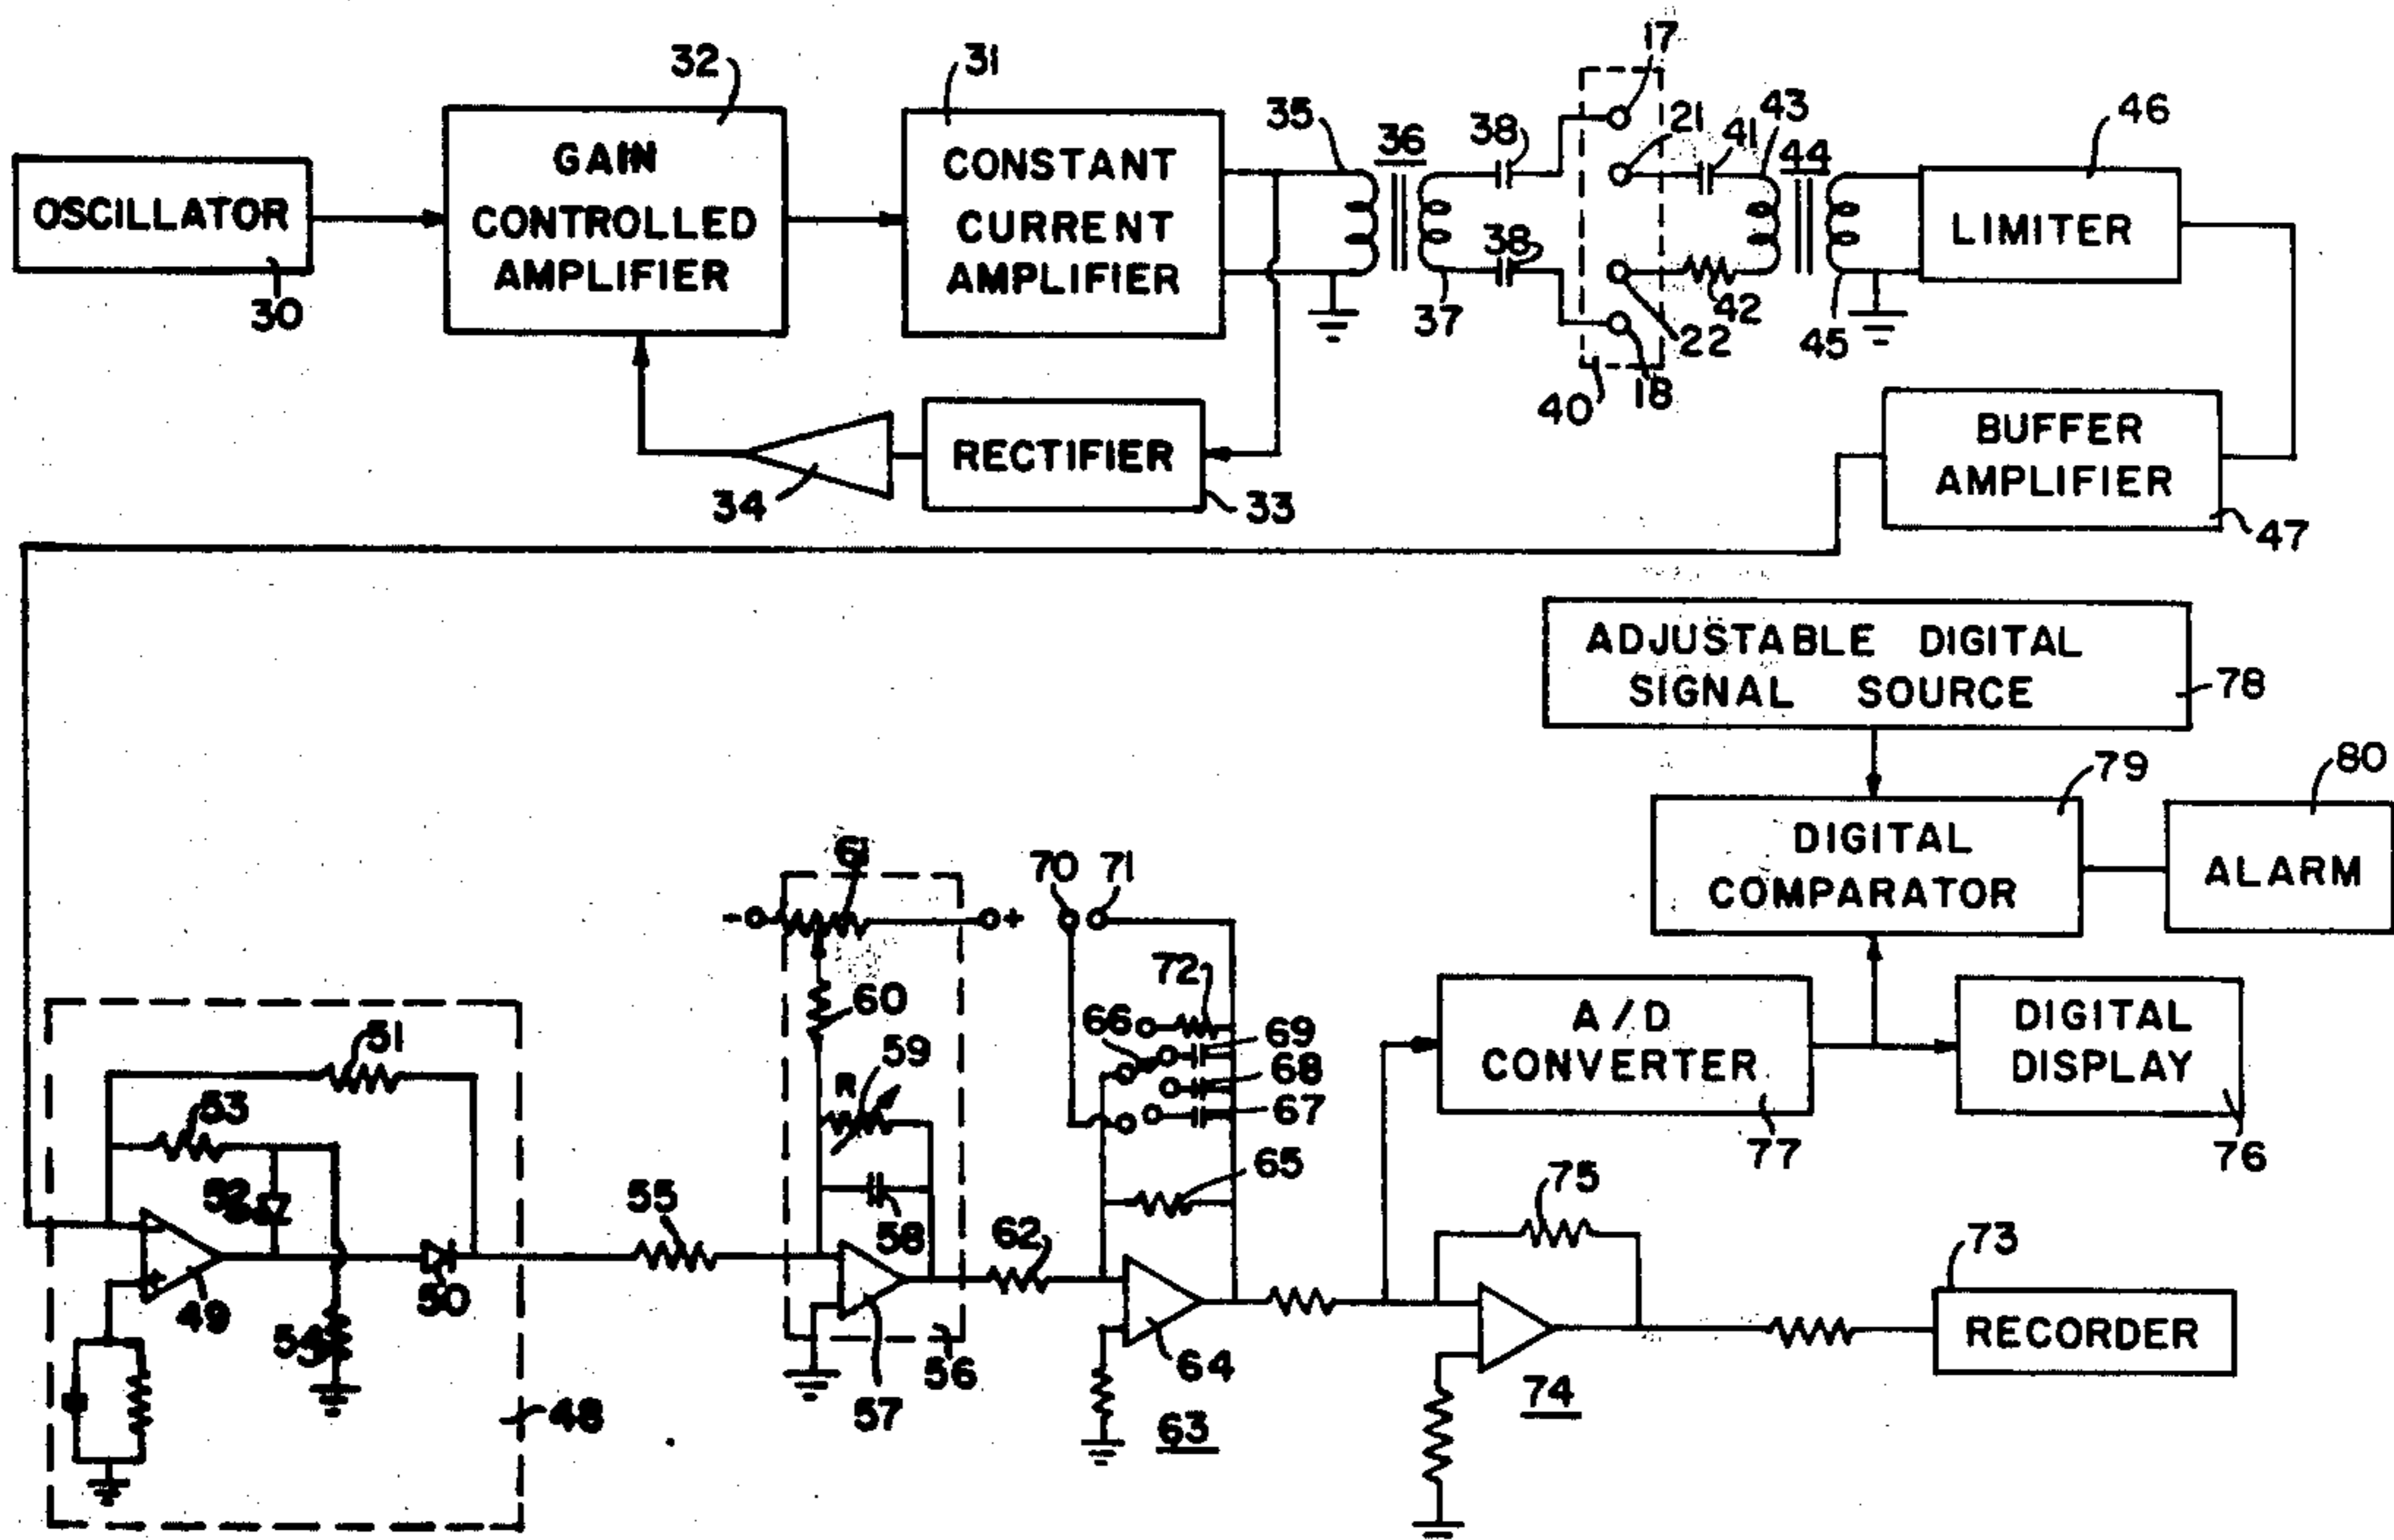 32
31
17
OSCILLATOR
30
GAIN
CONTROLLED
AMPLIFIER
CONSTANT
CURRENT
AMPLIFIER
35
36
38
38
37
21
41
43
44
42
22
18
40
45
46
LIMITER
34
RECTIFIER
33
BUFFER
AMPLIFIER
47
ADJUSTABLE DIGITAL
SIGNAL SOURCE
78
79
80
DIGITAL
COMPARATOR
ALARM
61
-
+
70
71
60
72
66
69
68
67
59
R
58
65
A/D
CONVERTER
77
DIGITAL
DISPLAY
76
51
53
52
-
+
49
50
54
48
55
62
57
56
64
63
75
74
73
RECORDER